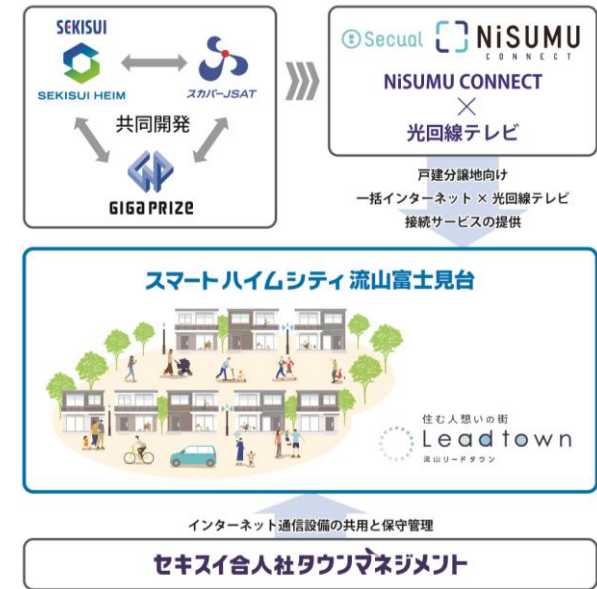 SEKISUI
SEKISUI HEIM
スカパーJSAT
共同開発
GIGA PRIZE
Secual
NiSUMU
CONNECT
NiSUMU CONNECT
×
光回線テレビ
戸建分譲地向け
一括インターネット × 光回線テレビ
接続サービスの提供
スマートハイムシティ 流山富士見台
住む人想いの街
Leadtown
流山リードタウン
インターネット通信設備の共用と保守管理
セキスイ合人社タウンマネジメント